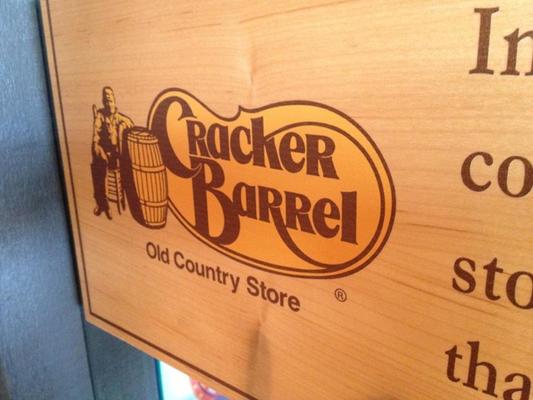 Cracker
Barrel
Old Country Store ®
In
co
sto
tha